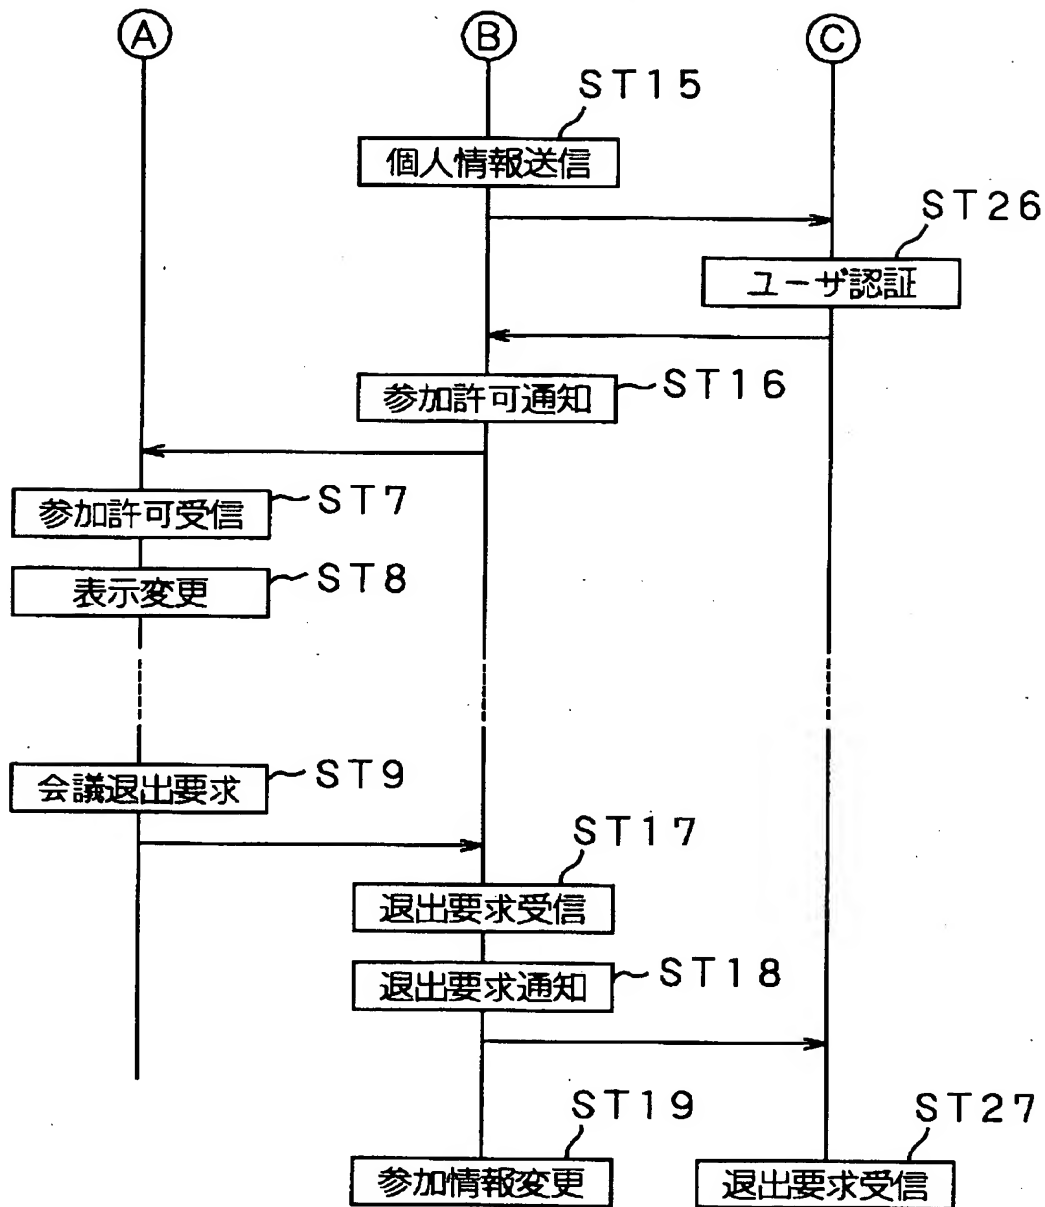 A B C
ST15
個人情報送信
ST26
ユーザ認証
参加許可通知 ST16
参加許可受信 ST7
表示変更 ST8
会議退出要求 ST9
ST17
退出要求受信
退出要求通知 ST18
ST19 ST27
参加情報変更 退出要求受信